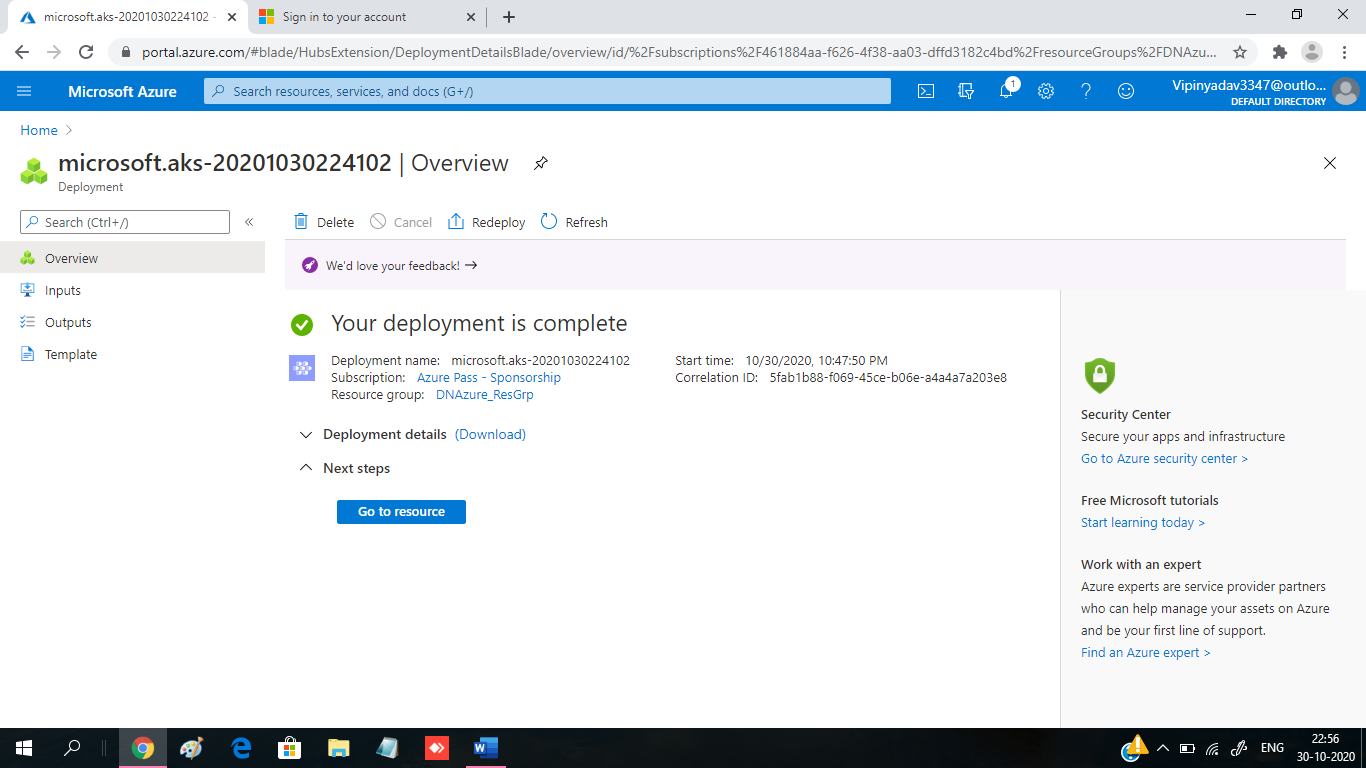 microsoft.aks-20201030224102 -
Sign in to your account
portal.azure.com/#blade/HubsExtension/DeploymentDetailsBlade/overview/id/%2Fsubscriptions%2F461884aa-f626-4f38-aa03-dffd3182c4bd%2FresourceGroups%2FDNAzu...
Microsoft Azure
Search resources, services, and docs (G+/)
1
Vipinyadav3347@outlo...
DEFAULT DIRECTORY
Home >
microsoft.aks-20201030224102 | Overview
Deployment
Search (Ctrl+/)
«
Delete
Cancel
Redeploy
Refresh
Overview
Inputs
Outputs
Template
We'd love your feedback! →
Your deployment is complete
Deployment name: microsoft.aks-20201030224102
Subscription: Azure Pass - Sponsorship
Resource group: DNAzure_ResGrp
Start time: 10/30/2020, 10:47:50 PM
Correlation ID: 5fab1b88-f069-45ce-b06e-a4a4a7a203e8
Deployment details (Download)
Next steps
Go to resource
Security Center
Secure your apps and infrastructure
Go to Azure security center >
Free Microsoft tutorials
Start learning today >
Work with an expert
Azure experts are service provider partners
who can help manage your assets on Azure
and be your first line of support.
Find an Azure expert >
ENG
22:56
30-10-2020